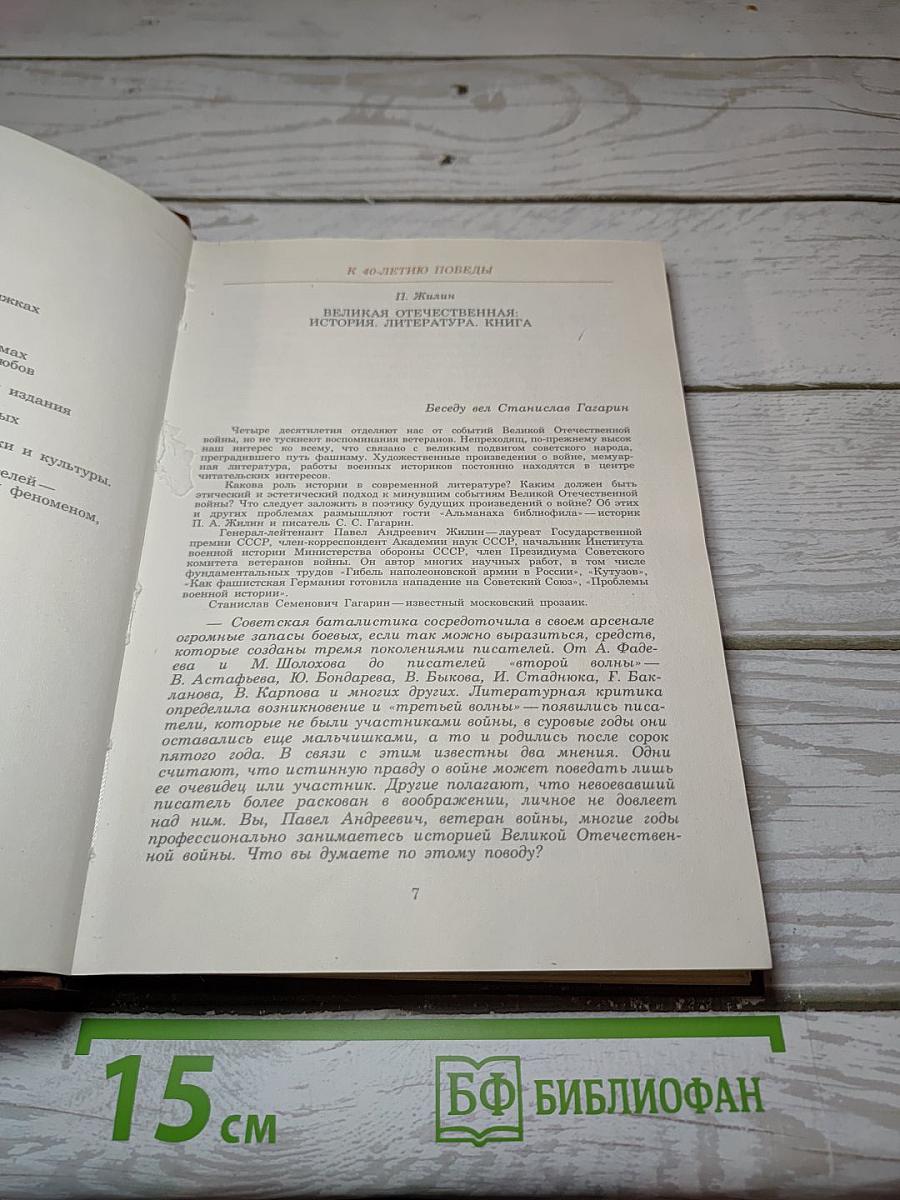 ржках
мах
юбов
издания
ых
ки и культуры.
телей —
феноменом,
К 40-ЛЕТИЮ ПОБЕДЫ
П. Жилин
ВЕЛИКАЯ ОТЕЧЕСТВЕННАЯ:
ИСТОРИЯ. ЛИТЕРАТУРА. КНИГА
Беседу вел Станислав Гагарин
Четыре десятилетия отделяют нас от событий Великой Отечественной
войны, но не тускнеют воспоминания ветеранов. Непреходящ, по-прежнему высок
наш интерес ко всему, что связано с великим подвигом советского народа,
преградившего путь фашизму. Художественные произведения о войне, мемуар-
ная литература, работы военных историков постоянно находятся в центре
читательских интересов.
Какова роль истории в современной литературе? Каким должен быть
этический и эстетический подход к минувшим событиям Великой Отечественной
войны? Что следует заложить в поэтику будущих произведений о войне? Об этих
и других проблемах размышляют гости «Альманаха библиофила» — историк
П. А. Жилин и писатель С. С. Гагарин.
Генерал-лейтенант Павел Андреевич Жилин — лауреат Государственной
премии СССР, член-корреспондент Академии наук СССР, начальник Института
военной истории Министерства обороны СССР, член Президиума Советского
комитета ветеранов войны. Он автор многих научных работ, в том числе
фундаментальных трудов «Гибель наполеоновской армии в России», «Кутузов»,
«Как фашистская Германия готовила нападение на Советский Союз», «Проблемы
военной истории».
Станислав Семенович Гагарин — известный московский прозаик.
— Советская баталистика сосредоточила в своем арсенале
огромные запасы боевых, если так можно выразиться, средств,
которые созданы тремя поколениями писателей. От А. Фаде-
ева и М. Шолохова до писателей «второй волны» —
В. Астафьева, Ю. Бондарева, В. Быкова, И. Стаднюка, Г. Бак-
ланова, В. Карпова и многих других. Литературная критика
определила возникновение и «третьей волны» — появились писа-
тели, которые не были участниками войны, в суровые годы они
оставались еще мальчишками, а то и родились после сорок
пятого года. В связи с этим известны два мнения. Одни
считают, что истинную правду о войне может поведать лишь
ее очевидец или участник. Другие полагают, что невоевавший
писатель более раскован в воображении, личное не довлеет
над ним. Вы, Павел Андреевич, ветеран войны, многие годы
профессионально занимаетесь историей Великой Отечествен-
ной войны. Что вы думаете по этому поводу?
7
15 см
БФ БИБЛИОФАН